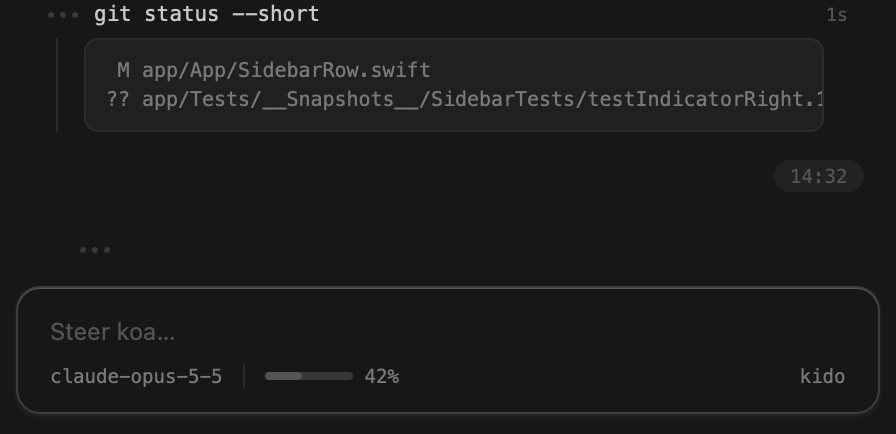 git status --short
1s
M app/App/SidebarRow.swift
?? app/Tests/__Snapshots__/SidebarTests/testIndicatorRight.1
14:32
Steer koa…
claude-opus-5-5
42%
kido